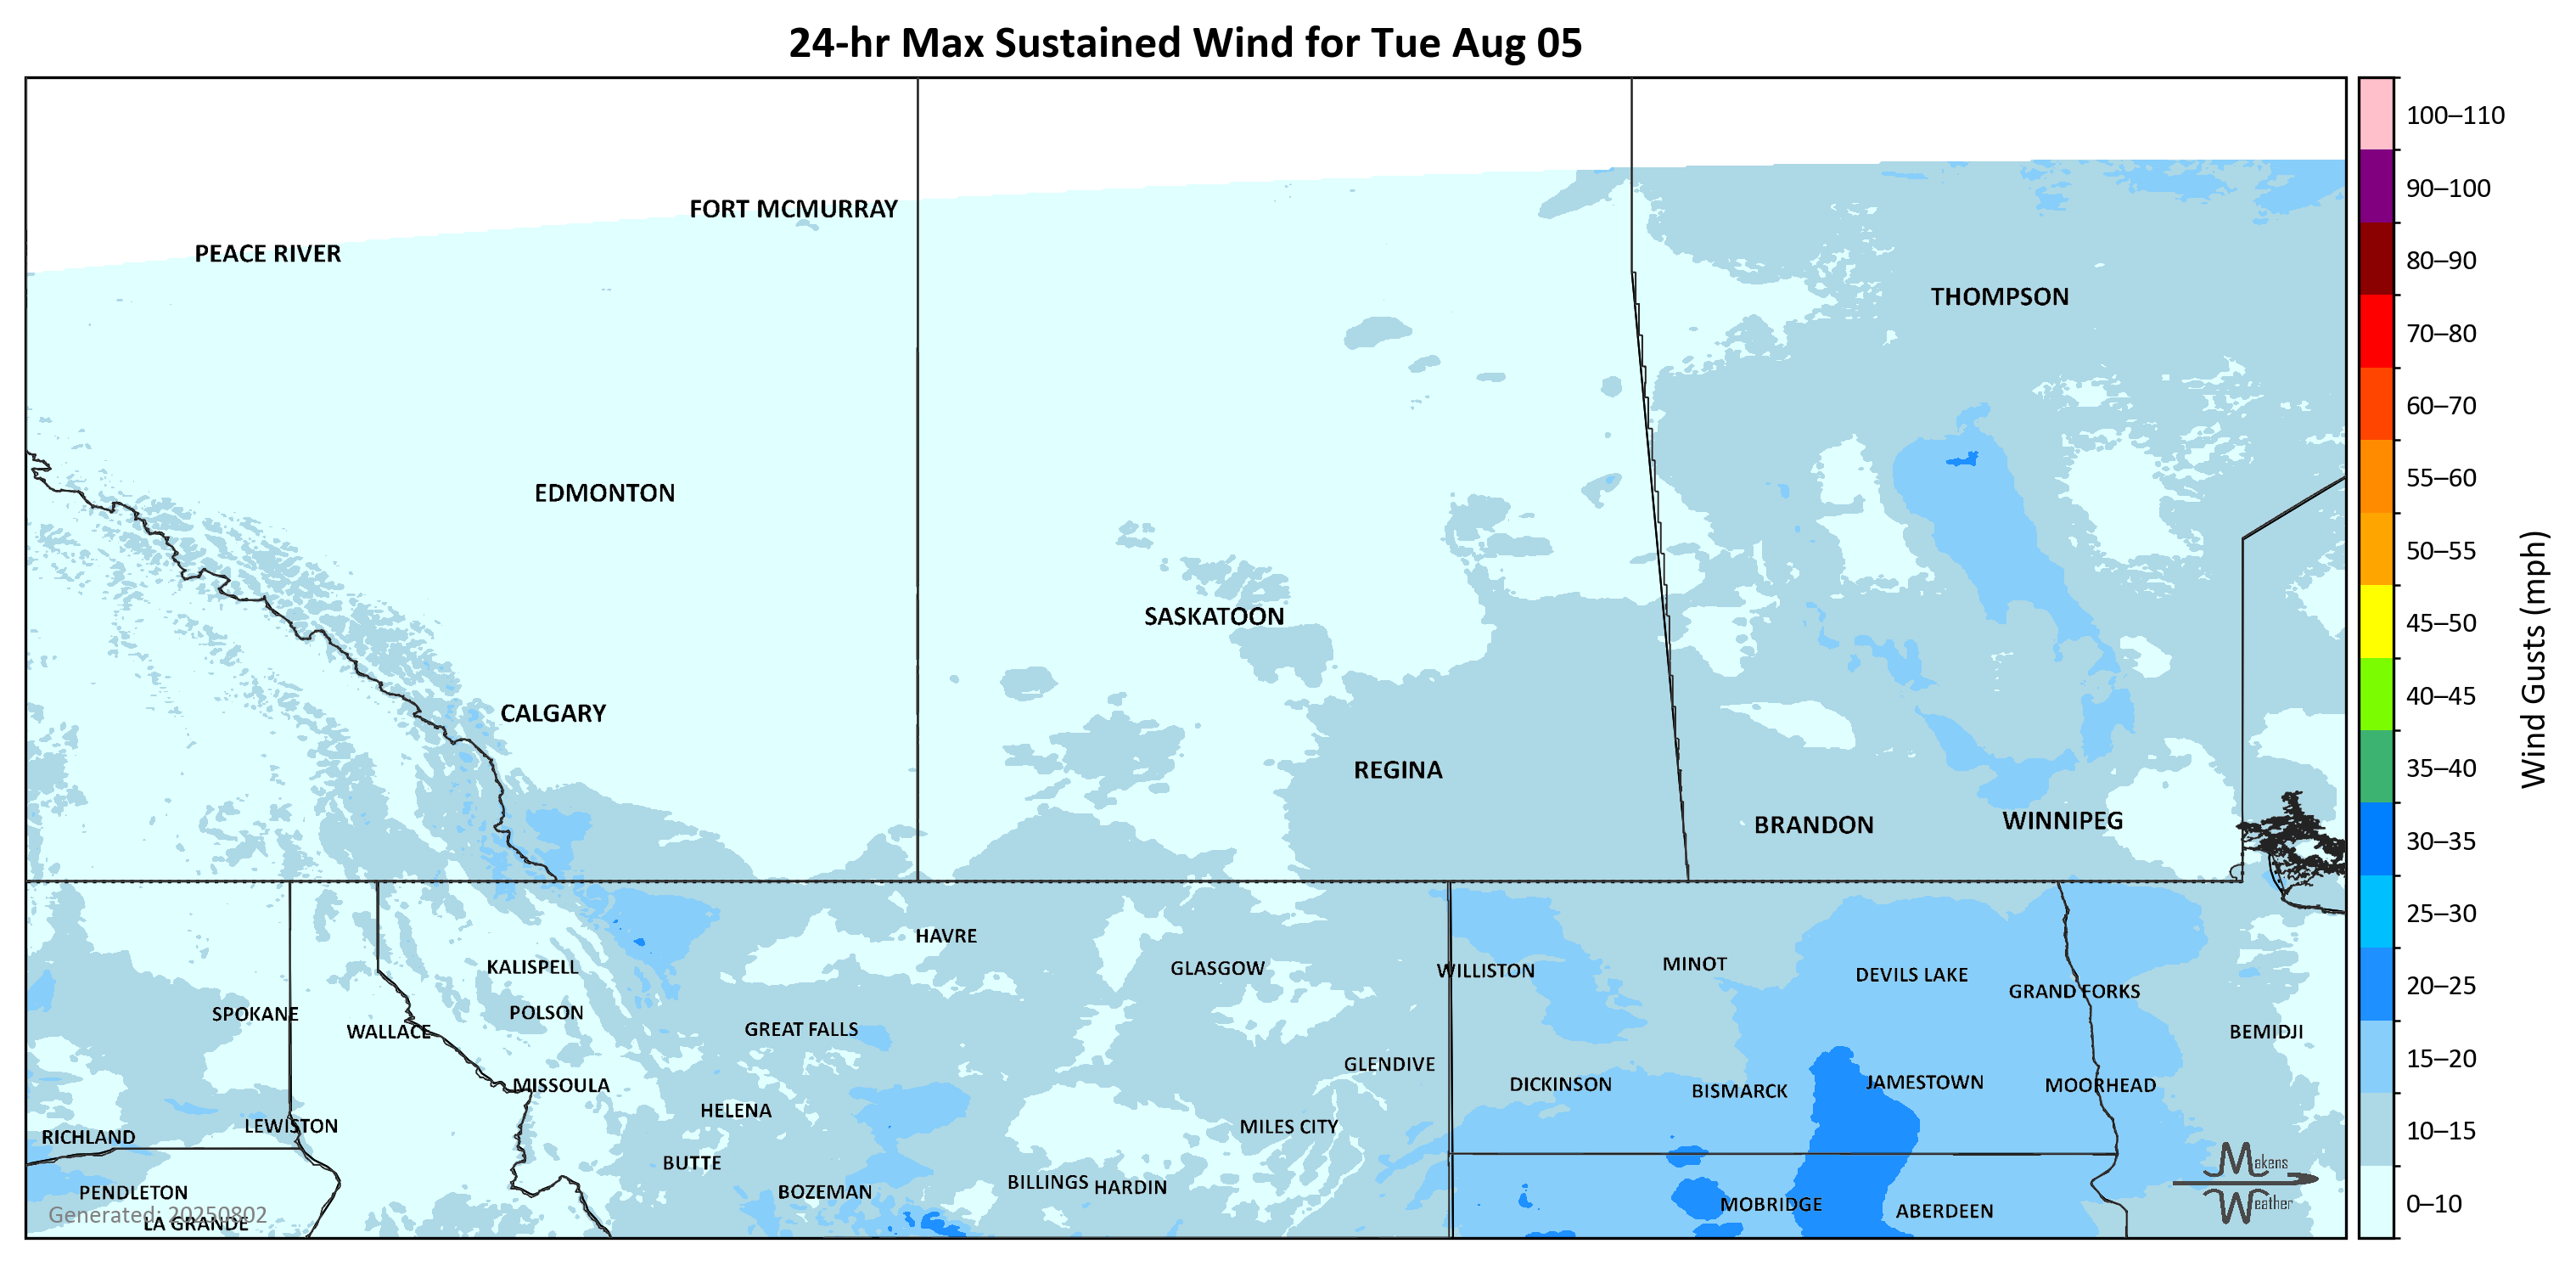 24-hr Max Sustained Wind for Tue Aug 05
100–110
FORT MCMURRAY
90–100
PEACE RIVER
80–90
THOMPSON
70–80
60–70
EDMONTON
55–60
50–55
SASKATOON
45–50
Wind Gusts (mph)
CALGARY
40–45
REGINA
35–40
BRANDON
WINNIPEG
30–35
HAVRE
25–30
KALISPELL
GLASGOW
WILLISTON
MINOT
DEVILS LAKE
GRAND FORKS
20–25
SPOKANE
POLSON
WALLACE
GREAT FALLS
BEMIDJI
GLENDIVE
15–20
MISSOULA
DICKINSON
BISMARCK
JAMESTOWN
MOORHEAD
HELENA
LEWISTON
MILES CITY
10–15
RICHLAND
BUTTE
Makens
PENDLETON
BOZEMAN
BILLINGS
HARDIN
MOBRIDGE
ABERDEEN
Weather
0–10
Generated: 20250802
LA GRANDE